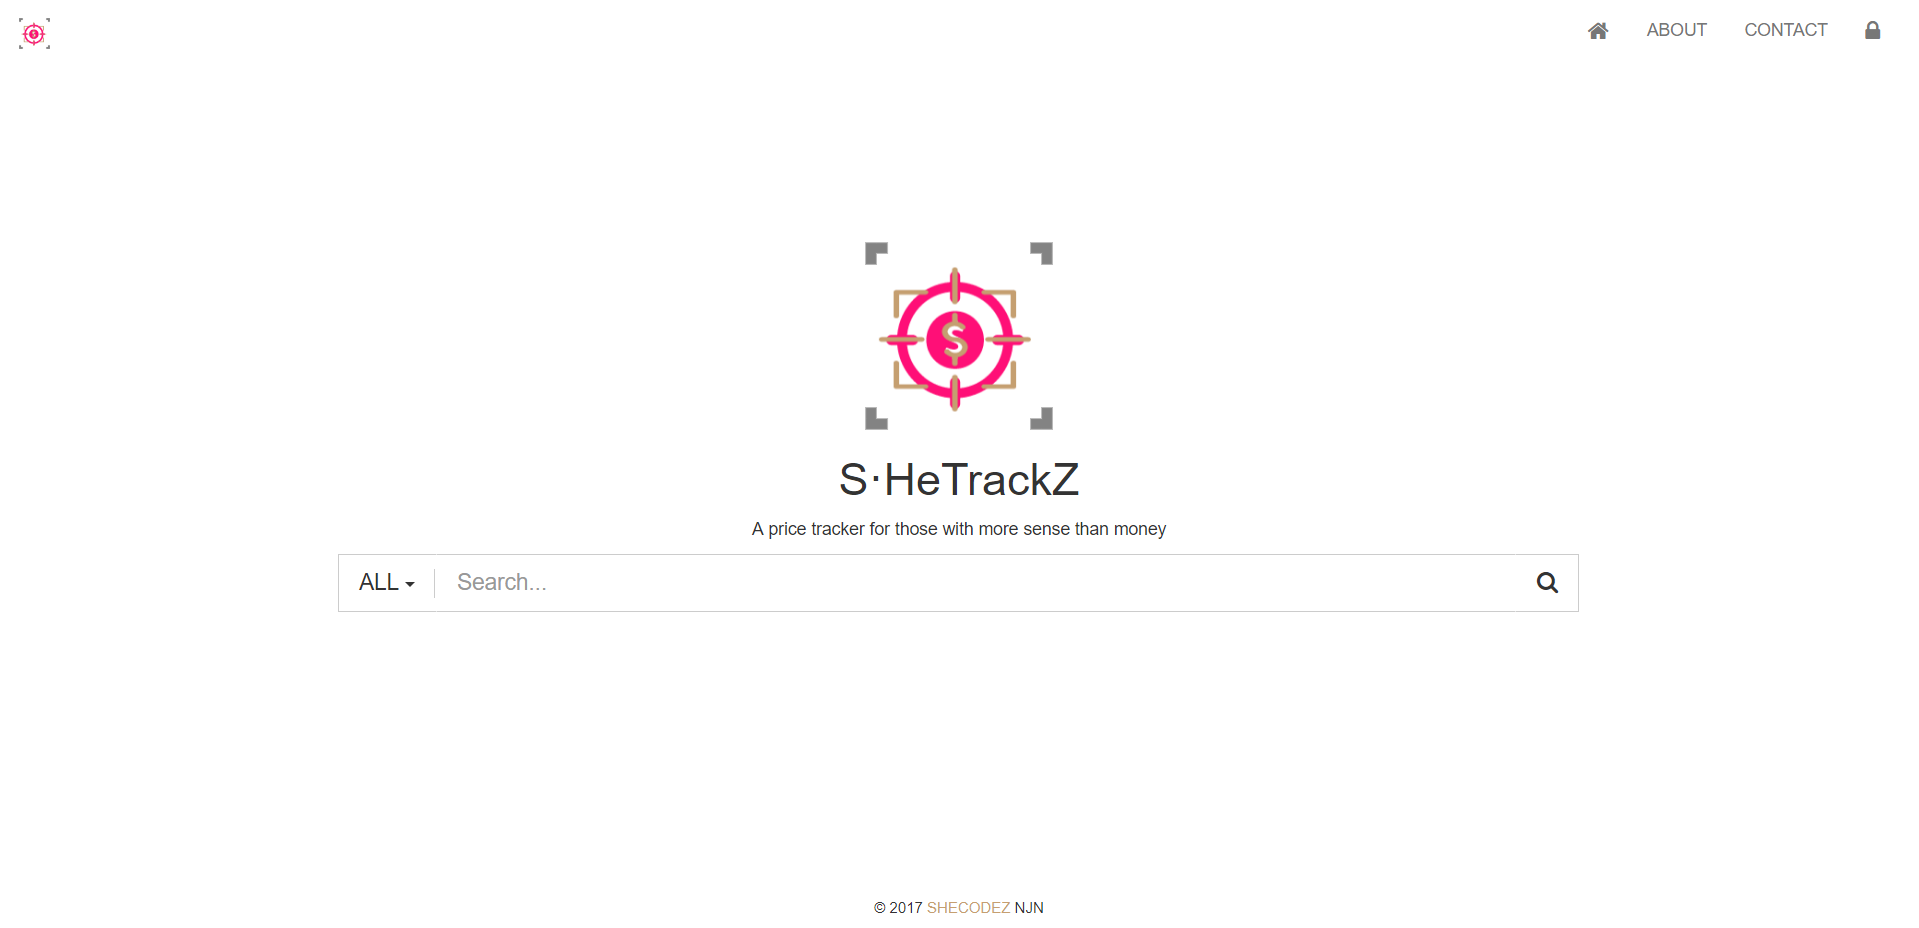 ABOUT CONTACT
$
S·HeTrackZ
A price tracker for those with more sense than money
ALL Search...
© 2017 SHECODEZ NJN